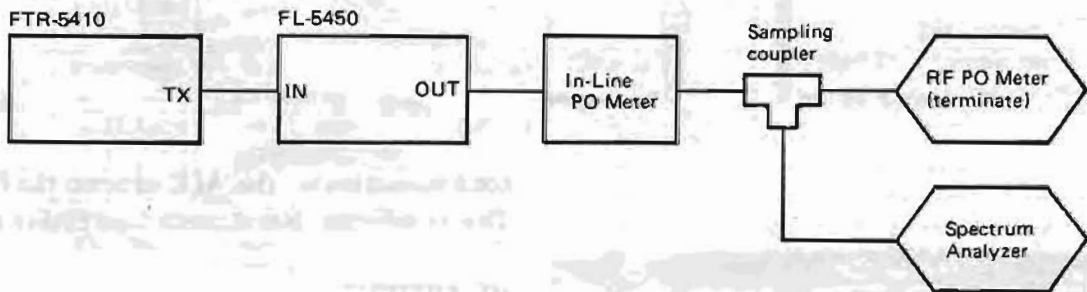 FTR-5410
FL-5450
TX
IN
OUT
In-Line
PO Meter
Sampling
coupler
RF PO Meter
(terminate)
Spectrum
Analyzer